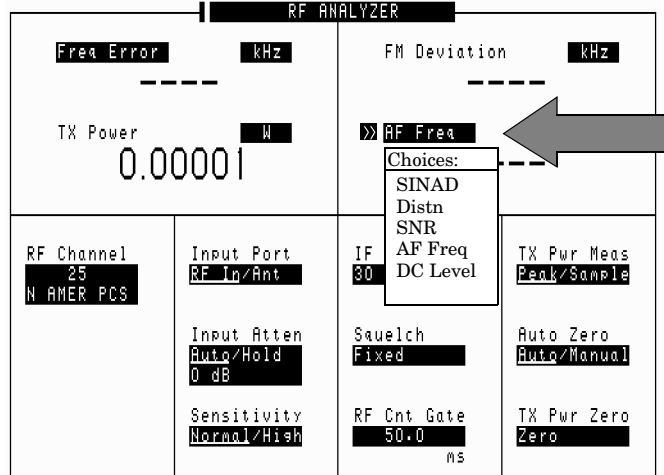 RF ANALYZER
Freq Error kHz
FM Deviation kHz
----
----
TX Power W
0.00001
>> AF Freq
Choices:
SINAD
Distn
SNR
AF Freq
DC Level
RF Channel
25
N AMER PCS
Input Port
RF In/Ant
Input Atten
Auto/Hold
0 dB
Sensitivity
Normal/High
IF
30
Squelch
Fixed
RF Cnt Gate
50.0
ms
TX Pwr Meas
Peak/Sample
Auto Zero
Auto/Manual
TX Pwr Zero
Zero